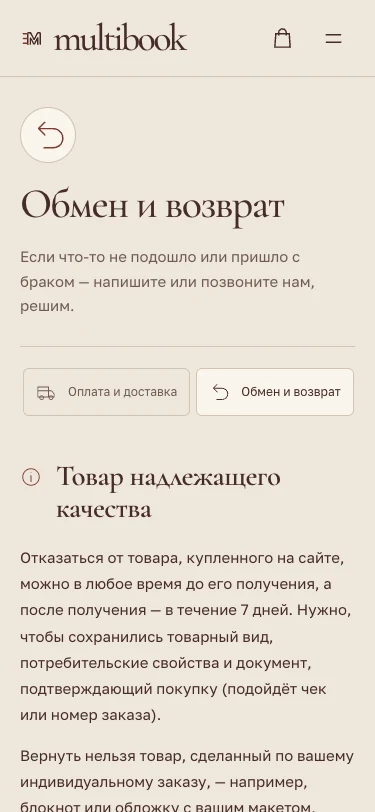 multibook
Обмен и возврат
Если что-то не подошло или пришло с
браком — напишите или позвоните нам,
решим.
Оплата и доставка
Обмен и возврат
Товар надлежащего
качества
Отказаться от товара, купленного на сайте,
можно в любое время до его получения, а
после получения — в течение 7 дней. Нужно,
чтобы сохранились товарный вид,
потребительские свойства и документ,
подтверждающий покупку (подойдёт чек
или номер заказа).
Вернуть нельзя товар, сделанный по вашему
индивидуальному заказу, — например,
блокнот или обложку с вашим макетом.